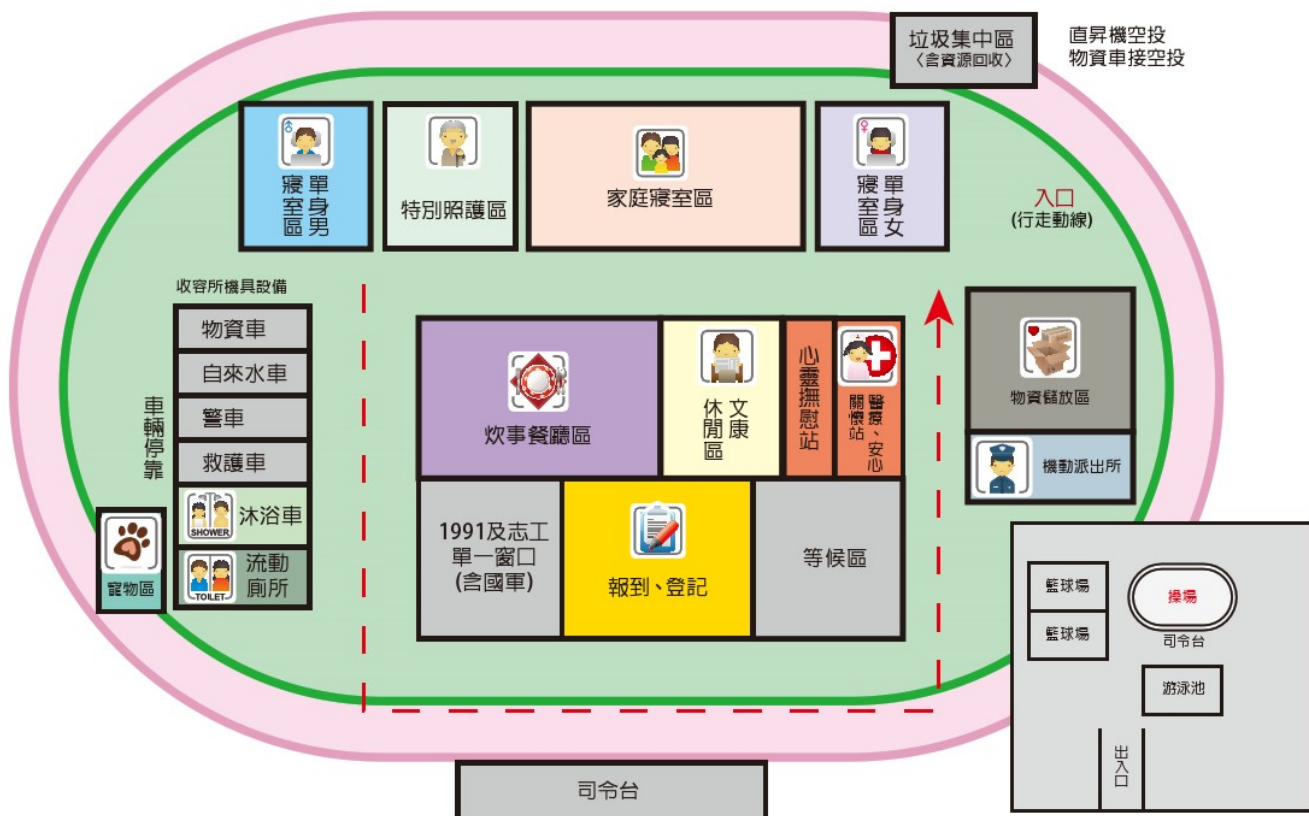 垃圾集中區
〈含資源回收〉
直昇機空投
物資車接空投
♂
單身男
寢室區
特別照護區
家庭寢室區
♀
單身女
寢室區
入口
(行走動線)
收容所機具設備
物資車
自來水車
警車
救護車
SHOWER
沐浴車
TOILET
流動
廁所
車輛停靠
寵物區
炊事餐廳區
文康
休閒區
心靈撫慰站
醫療、安心
關懷站
物資儲放區
機動派出所
1991及志工
單一窗口
(含國軍)
報到、登記
等候區
司令台
籃球場
籃球場
操場
司令台
游泳池
出入口